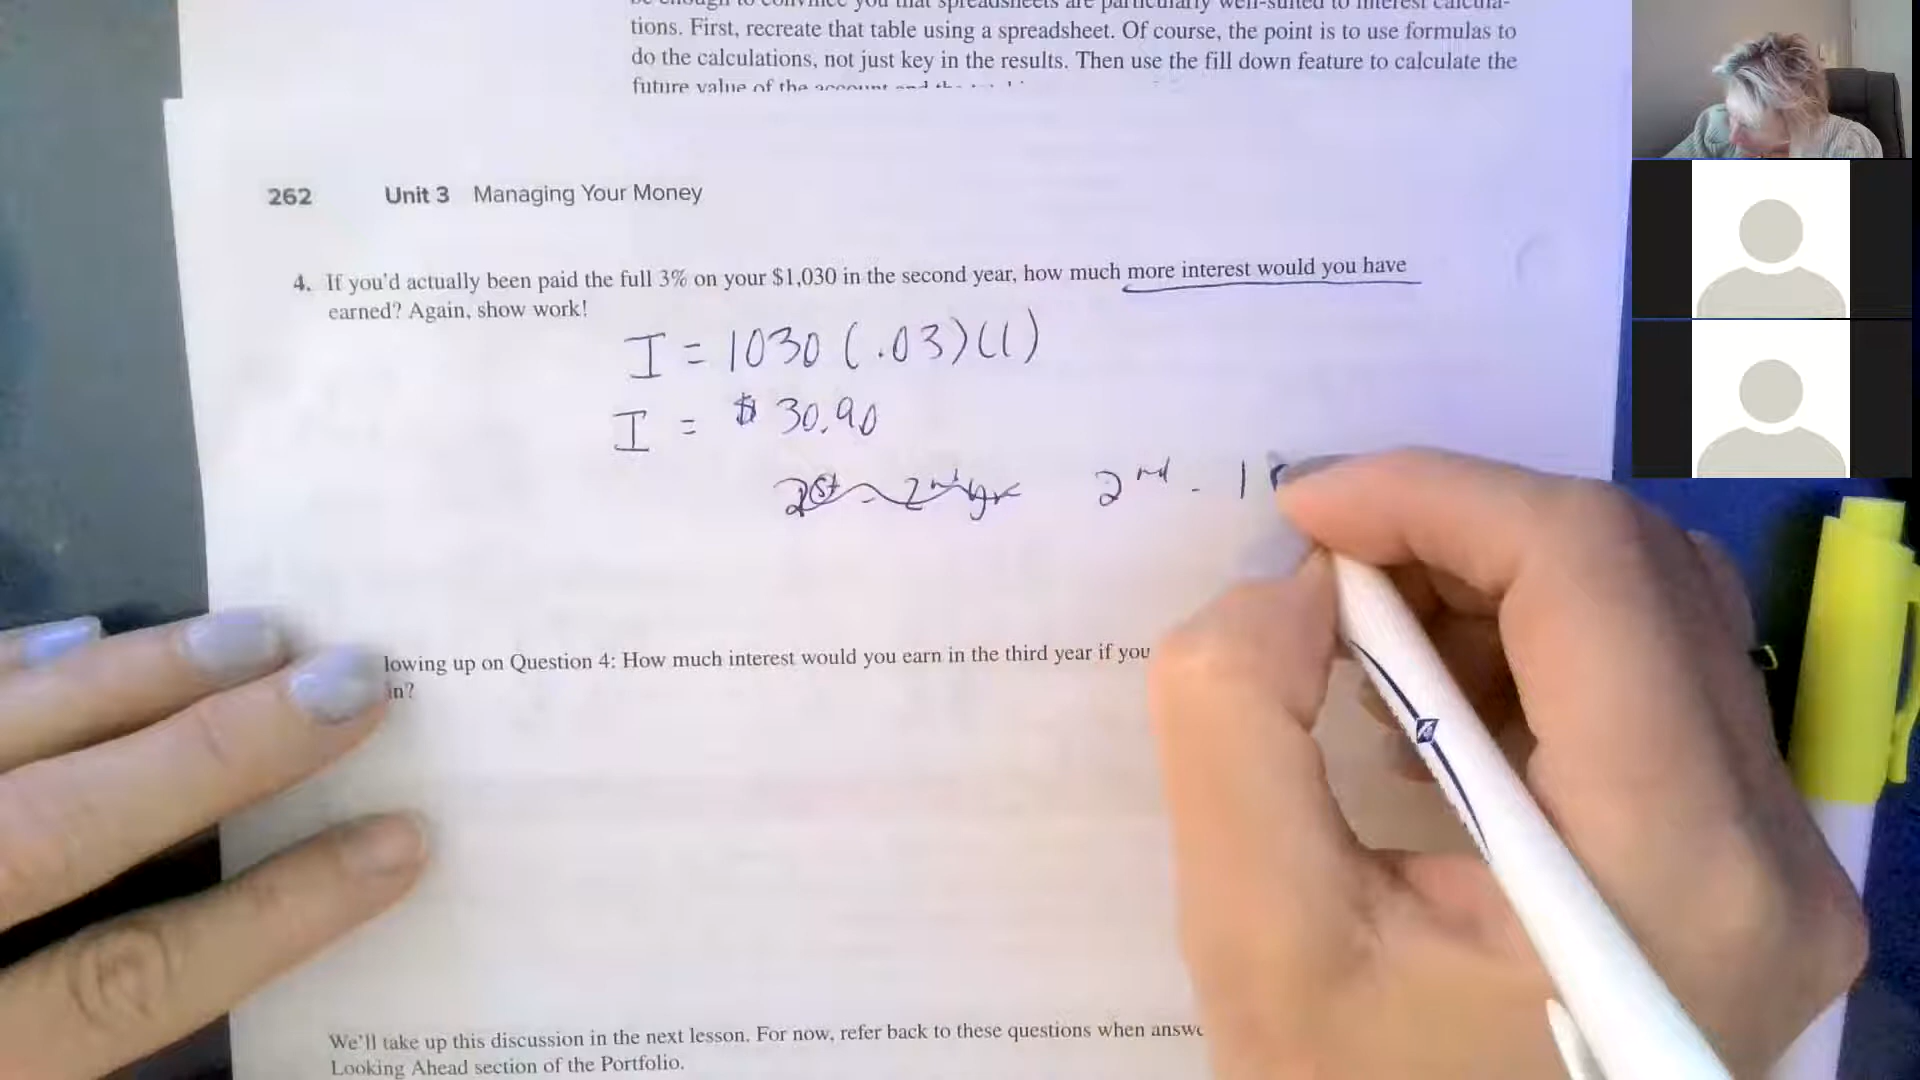 tions. First, recreate that table using a spreadsheet. Of course, the point is to use formulas to
do the calculations, not just key in the results. Then use the fill down feature to calculate the
future value of the account and
262 Unit 3 Managing Your Money
4. If you'd actually been paid the full 3% on your $1,030 in the second year, how much more interest would you have
earned? Again, show work!
I = 1030 (.03)(1)
I = $ 30.90
2nd - 1
lowing up on Question 4: How much interest would you earn in the third year if you
in?
We'll take up this discussion in the next lesson. For now, refer back to these questions when answ
Looking Ahead section of the Portfolio.